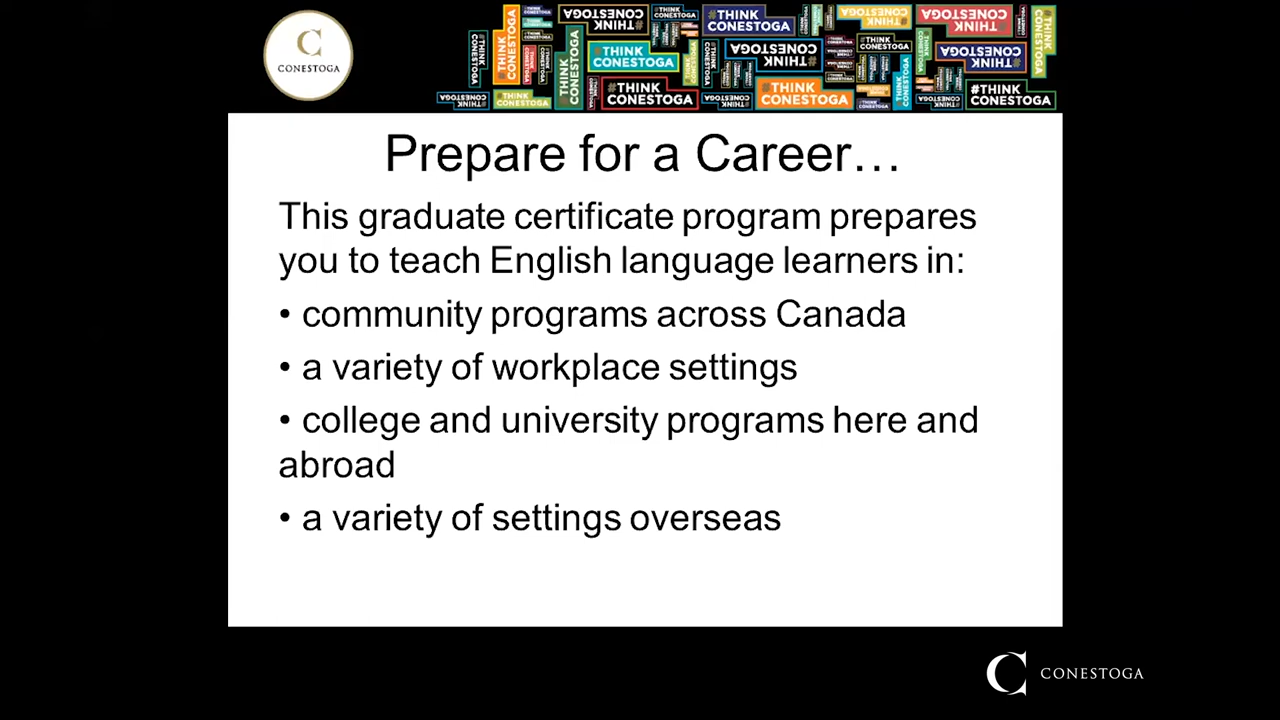 C
CONESTOGA
#THINK CONESTOGA
Prepare for a Career…
This graduate certificate program prepares
you to teach English language learners in:
• community programs across Canada
• a variety of workplace settings
• college and university programs here and
abroad
• a variety of settings overseas
C CONESTOGA